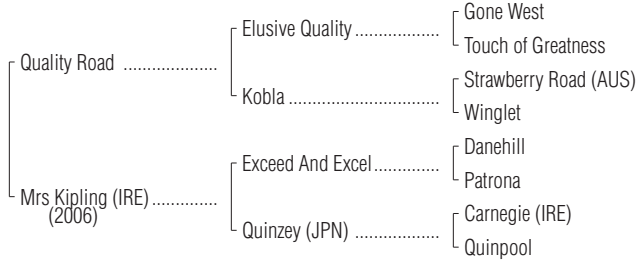 Gone West
Elusive Quality ..................
Touch of Greatness
Quality Road ....................
Strawberry Road (AUS)
Kobla ................................
Winglet
Danehill
Exceed And Excel..............
Patrona
Mrs Kipling (IRE)..............
(2006)
Carnegie (IRE)
Quinzey (JPN) ..................
Quinpool